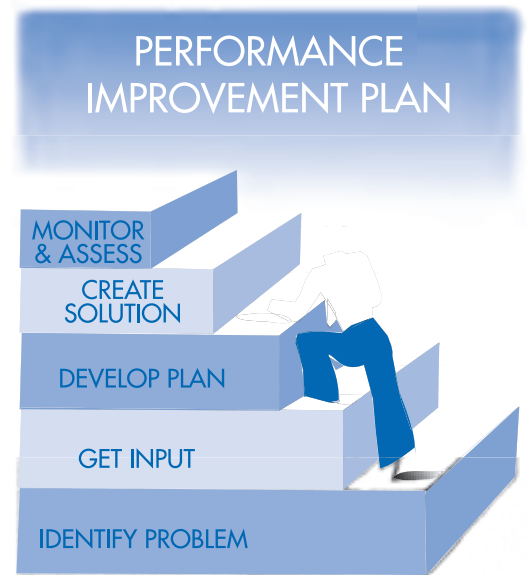 PERFORMANCE
IMPROVEMENT PLAN
MONITOR
& ASSESS
CREATE
SOLUTION
DEVELOP PLAN
GET INPUT
IDENTIFY PROBLEM